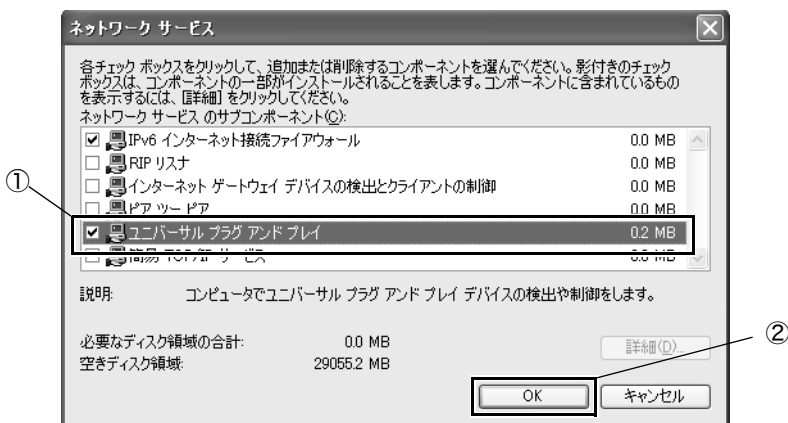 ネットワーク サービス
各チェック ボックスをクリックして、追加または削除するコンポーネントを選んでください。影付きのチェック
ボックスは、コンポーネントの一部がインストールされることを表します。コンポーネントに含まれているもの
を表示するには、[詳細] をクリックしてください。
ネットワーク サービス のサブコンポーネント(C):
IPv6 インターネット接続ファイアウォール 0.0 MB
RIP リスナ 0.0 MB
インターネット ゲートウェイ デバイスの検出とクライアントの制御 0.0 MB
①
ピア ツー ピア 0.0 MB
ユニバーサル プラグ アンド プレイ 0.2 MB
簡易 TCP/IP サービス 0.0 MB
説明: コンピュータでユニバーサル プラグ アンド プレイ デバイスの検出や制御をします。
必要なディスク領域の合計: 0.0 MB
詳細(D)...
②
空きディスク領域: 29055.2 MB
OK キャンセル